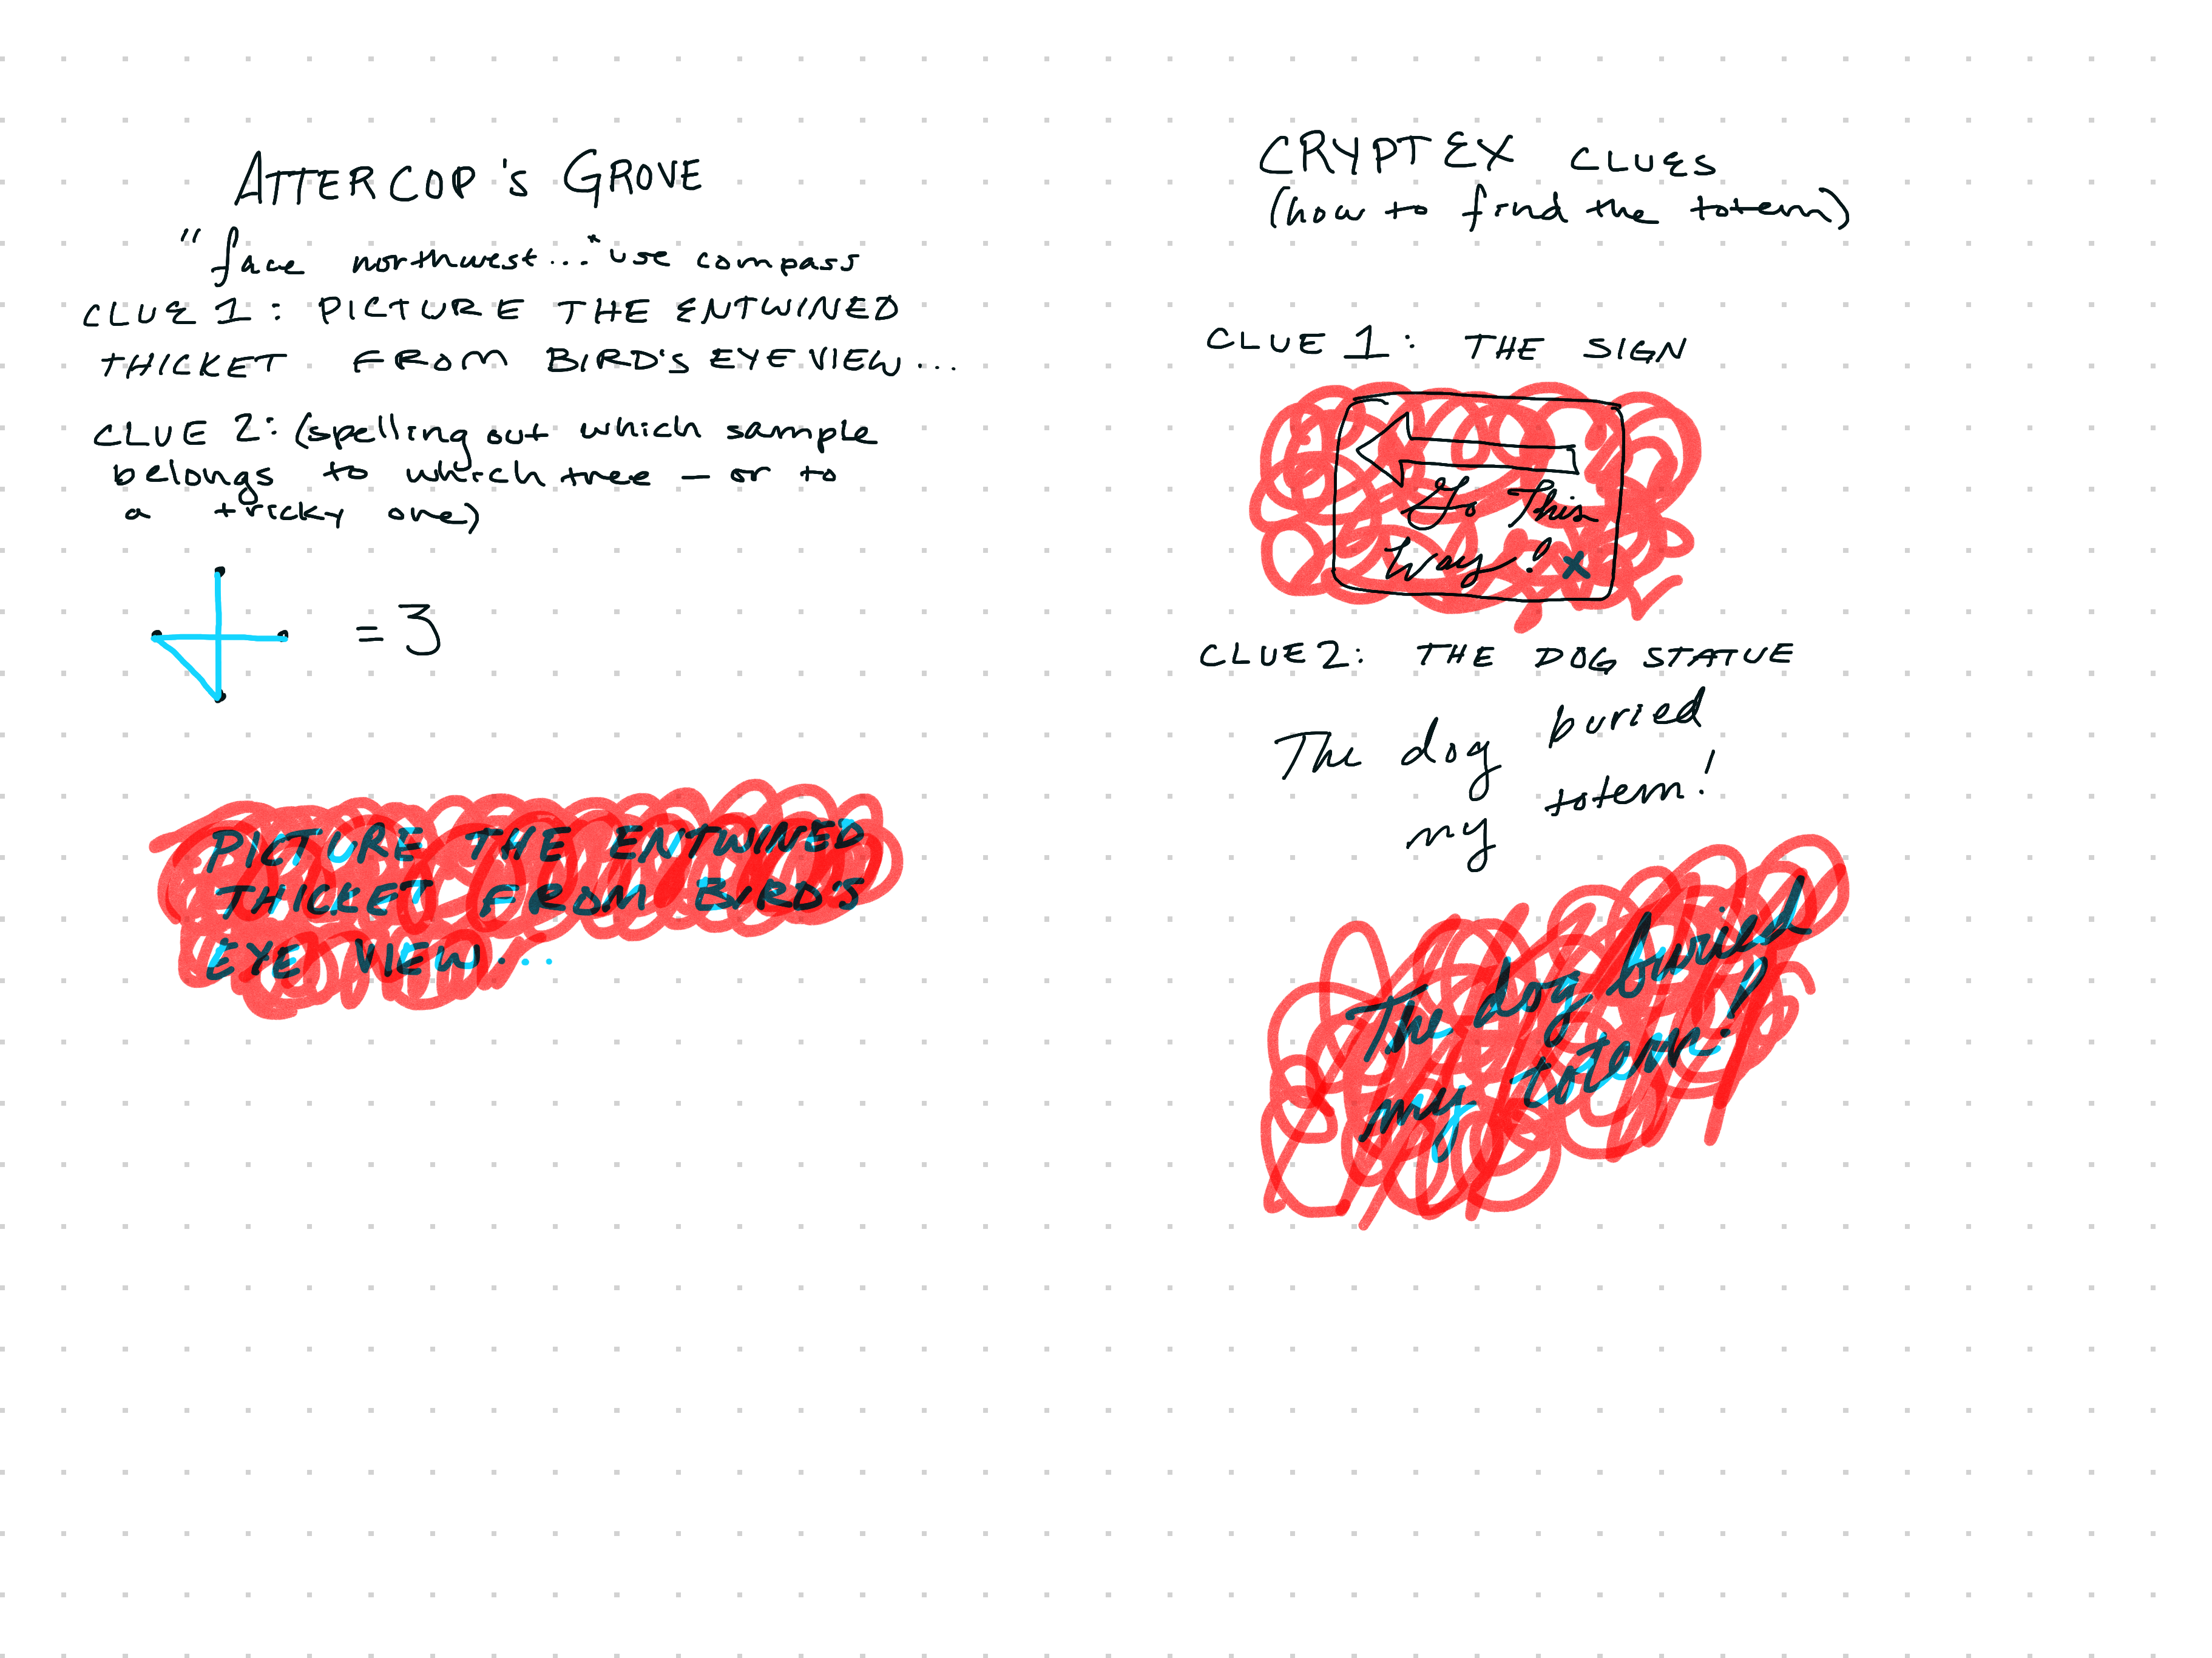 ATTERCOP'S GROVE
"face northwest..." use compass
CLUE 1: PICTURE THE ENTWINED
THICKET FROM BIRD'S EYE VIEW...
CLUE 2: (spelling out which sample
belongs to which tree – or to
a tricky one)
= 3
PICTURE THE ENTWINED
THICKET FROM BIRD'S
EYE VIEW...
CRYPTEX CLUES
(how to find the totem)
CLUE 1: THE SIGN
Go This
Way! X
CLUE 2: THE DOG STATUE
The dog buried
my totem!
The dog buried
my totem!